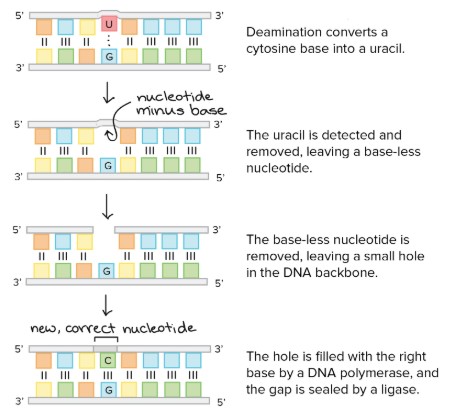 5' U 3'
Deamination converts a
cytosine base into a uracil.
3' G 5'
nucleotide
minus base
5' 3'
The uracil is detected and
removed, leaving a base-less
nucleotide.
3' G 5'
5' 3'
The base-less nucleotide is
removed, leaving a small hole
in the DNA backbone.
3' G 5'
new, correct nucleotide
5' 3'
C
The hole is filled with the right
base by a DNA polymerase, and
the gap is sealed by a ligase.
G
3' 5'